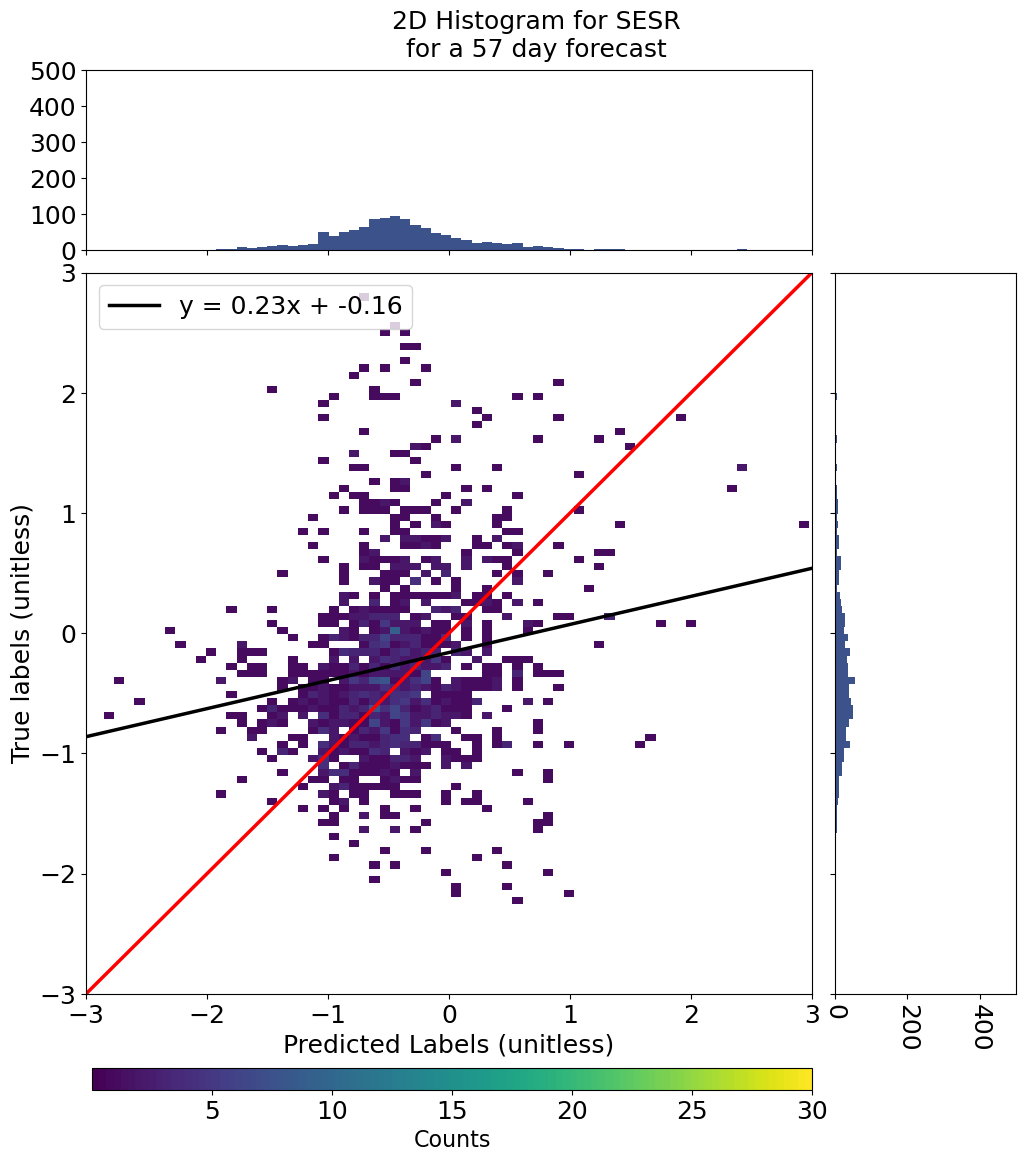 2D Histogram for SESR
for a 57 day forecast
500
400
300
200
100
0
3
2
1
0
−1
−2
−3
True labels (unitless)
y = 0.23x + -0.16
−3 −2 −1 0 1 2 3
Predicted Labels (unitless)
0 200 400
5 10 15 20 25 30
Counts